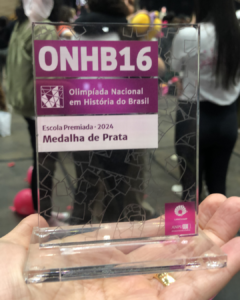 ONHB16
Olimpíada Nacional
em História do Brasil
Escola Premiada - 2024
Medalha de Prata